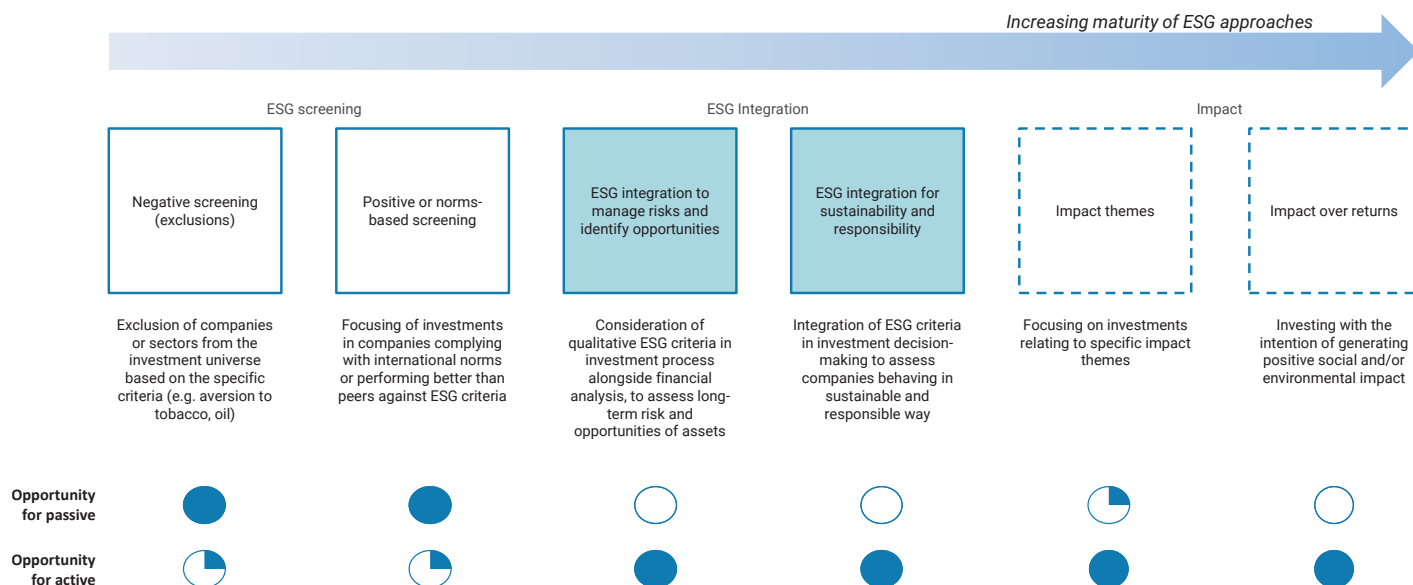 Increasing maturity of ESG approaches
ESG screening
ESG Integration
Impact
Negative screening
(exclusions)
Positive or norms-
based screening
ESG integration to
manage risks and
identify opportunities
ESG integration for
sustainability and
responsibility
Impact themes
Impact over returns
Exclusion of companies
or sectors from the
investment universe
based on the specific
criteria (e.g. aversion to
tobacco, oil)
Focusing of investments
in companies complying
with international norms
or performing better than
peers against ESG criteria
Consideration of
qualitative ESG criteria in
investment process
alongside financial
analysis, to assess long-
term risk and
opportunities of assets
Integration of ESG criteria
in investment decision-
making to assess
companies behaving in
sustainable and
responsible way
Focusing on investments
relating to specific impact
themes
Investing with the
intention of generating
positive social and/or
environmental impact
Opportunity
for passive
Opportunity
for active